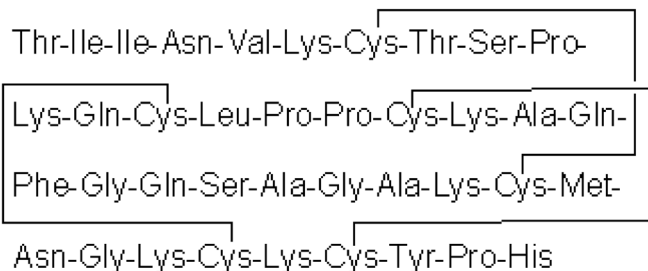 Thr-Ile-Ile-Asn-Val-Lys-Cys-Thr-Ser-Pro-
Lys-Gln-Cys-Leu-Pro-Pro-Cys-Lys-Ala-Gln-
Phe-Gly-Gln-Ser-Ala-Gly-Ala-Lys-Cys-Met-
Asn-Gly-Lys-Cys-Lys-Cys-Tyr-Pro-His